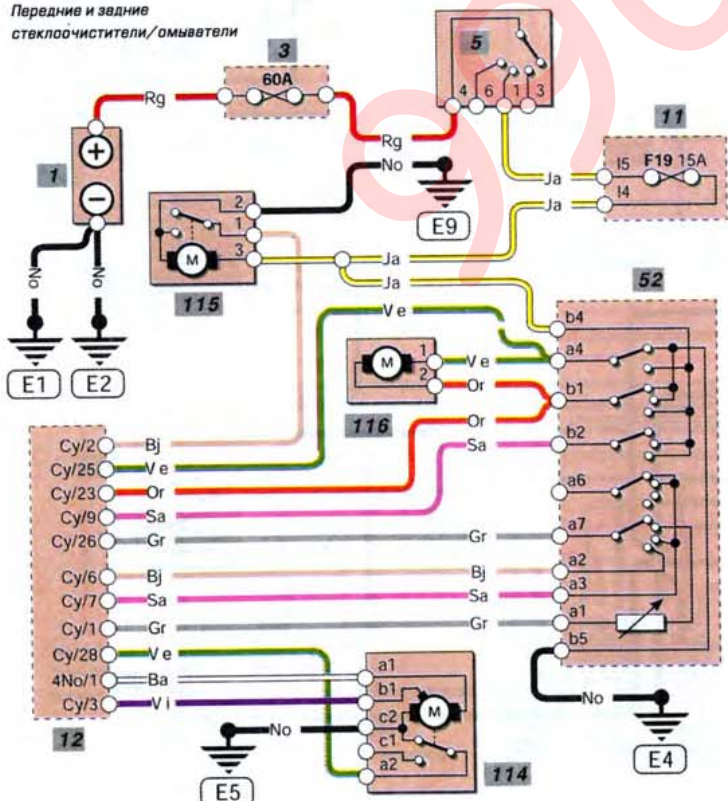 Передние и задние
стеклоочистители/омыватели
3
60A
5
4 6 1 3
Rg
Rg
No
1
11
I5 F19 15A
I4
Ja
Ja
E9
2
1
3
M
115
No
No
E1
E2
Ja
Ja
Ve
52
b4
a4
b1
b2
a6
a7
a2
a3
a1
b5
M
1
2
116
Ve
Or
Or
Sa
Cy/2 Bj
Cy/25 Ve
Cy/23 Or
Cy/9 Sa
Cy/26 Gr Gr
Cy/6 Bj Bj
Cy/7 Sa Sa
Cy/1 Gr Gr
Cy/28 Ve
4No/1 Ba
Cy/3 Vi
12
a1
b1
c2
c1
a2
M
114
No
E5
No
E4